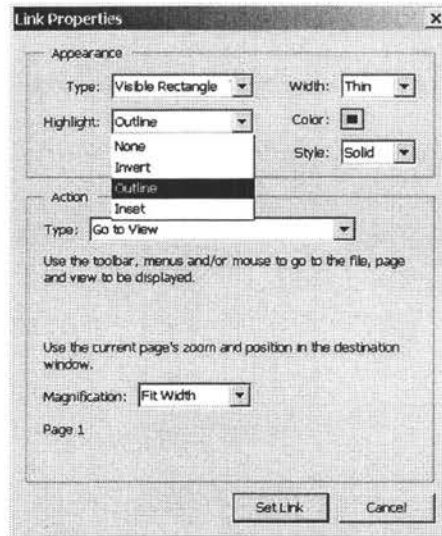 Link Properties
Appearance
Type: Visible Rectangle Width: Thin
Highlight: Outline Color:
None Style: Solid
Invert
Outline
Inset
Action
Type: Go to View
Use the toolbar, menus and/or mouse to go to the file, page
and view to be displayed.
Use the current page's zoom and position in the destination
window.
Magnification: Fit Width
Page 1
Set Link Cancel